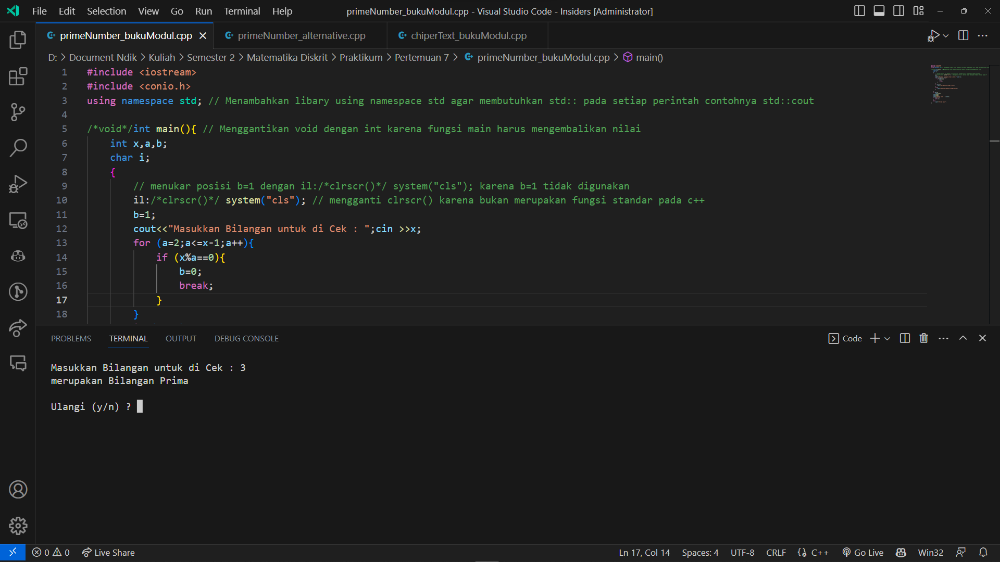 File Edit Selection View Go Run Terminal Help primeNumber_bukuModul.cpp - Visual Studio Code - Insiders [Administrator]
primeNumber_bukuModul.cpp primeNumber_alternative.cpp chiperText_bukuModul.cpp
D: > Document Ndik > Kuliah > Semester 2 > Matematika Diskrit > Praktikum > Pertemuan 7 > primeNumber_bukuModul.cpp > main()
1 #include <iostream>
2 #include <conio.h>
3 using namespace std; // Menambahkan libary using namespace std agar membutuhkan std:: pada setiap perintah contohnya std::cout
4
5 /*void*/int main(){ // Menggantikan void dengan int karena fungsi main harus mengembalikan nilai
6 int x,a,b;
7 char i;
8 {
9 // menukar posisi b=1 dengan il:/*clrscr()*/ system("cls"); karena b=1 tidak digunakan
10 il:/*clrscr()*/ system("cls"); // mengganti clrscr() karena bukan merupakan fungsi standar pada c++
11 b=1;
12 cout<<"Masukkan Bilangan untuk di Cek : ";cin >>x;
13 for (a=2;a<=x-1;a++){
14 if (x%a==0){
15 b=0;
16 break;
17 }
18 }
PROBLEMS TERMINAL OUTPUT DEBUG CONSOLE Code
Masukkan Bilangan untuk di Cek : 3
merupakan Bilangan Prima
Ulangi (y/n) ?
0 0 Live Share Ln 17, Col 14 Spaces: 4 UTF-8 CRLF C++ Go Live Win32